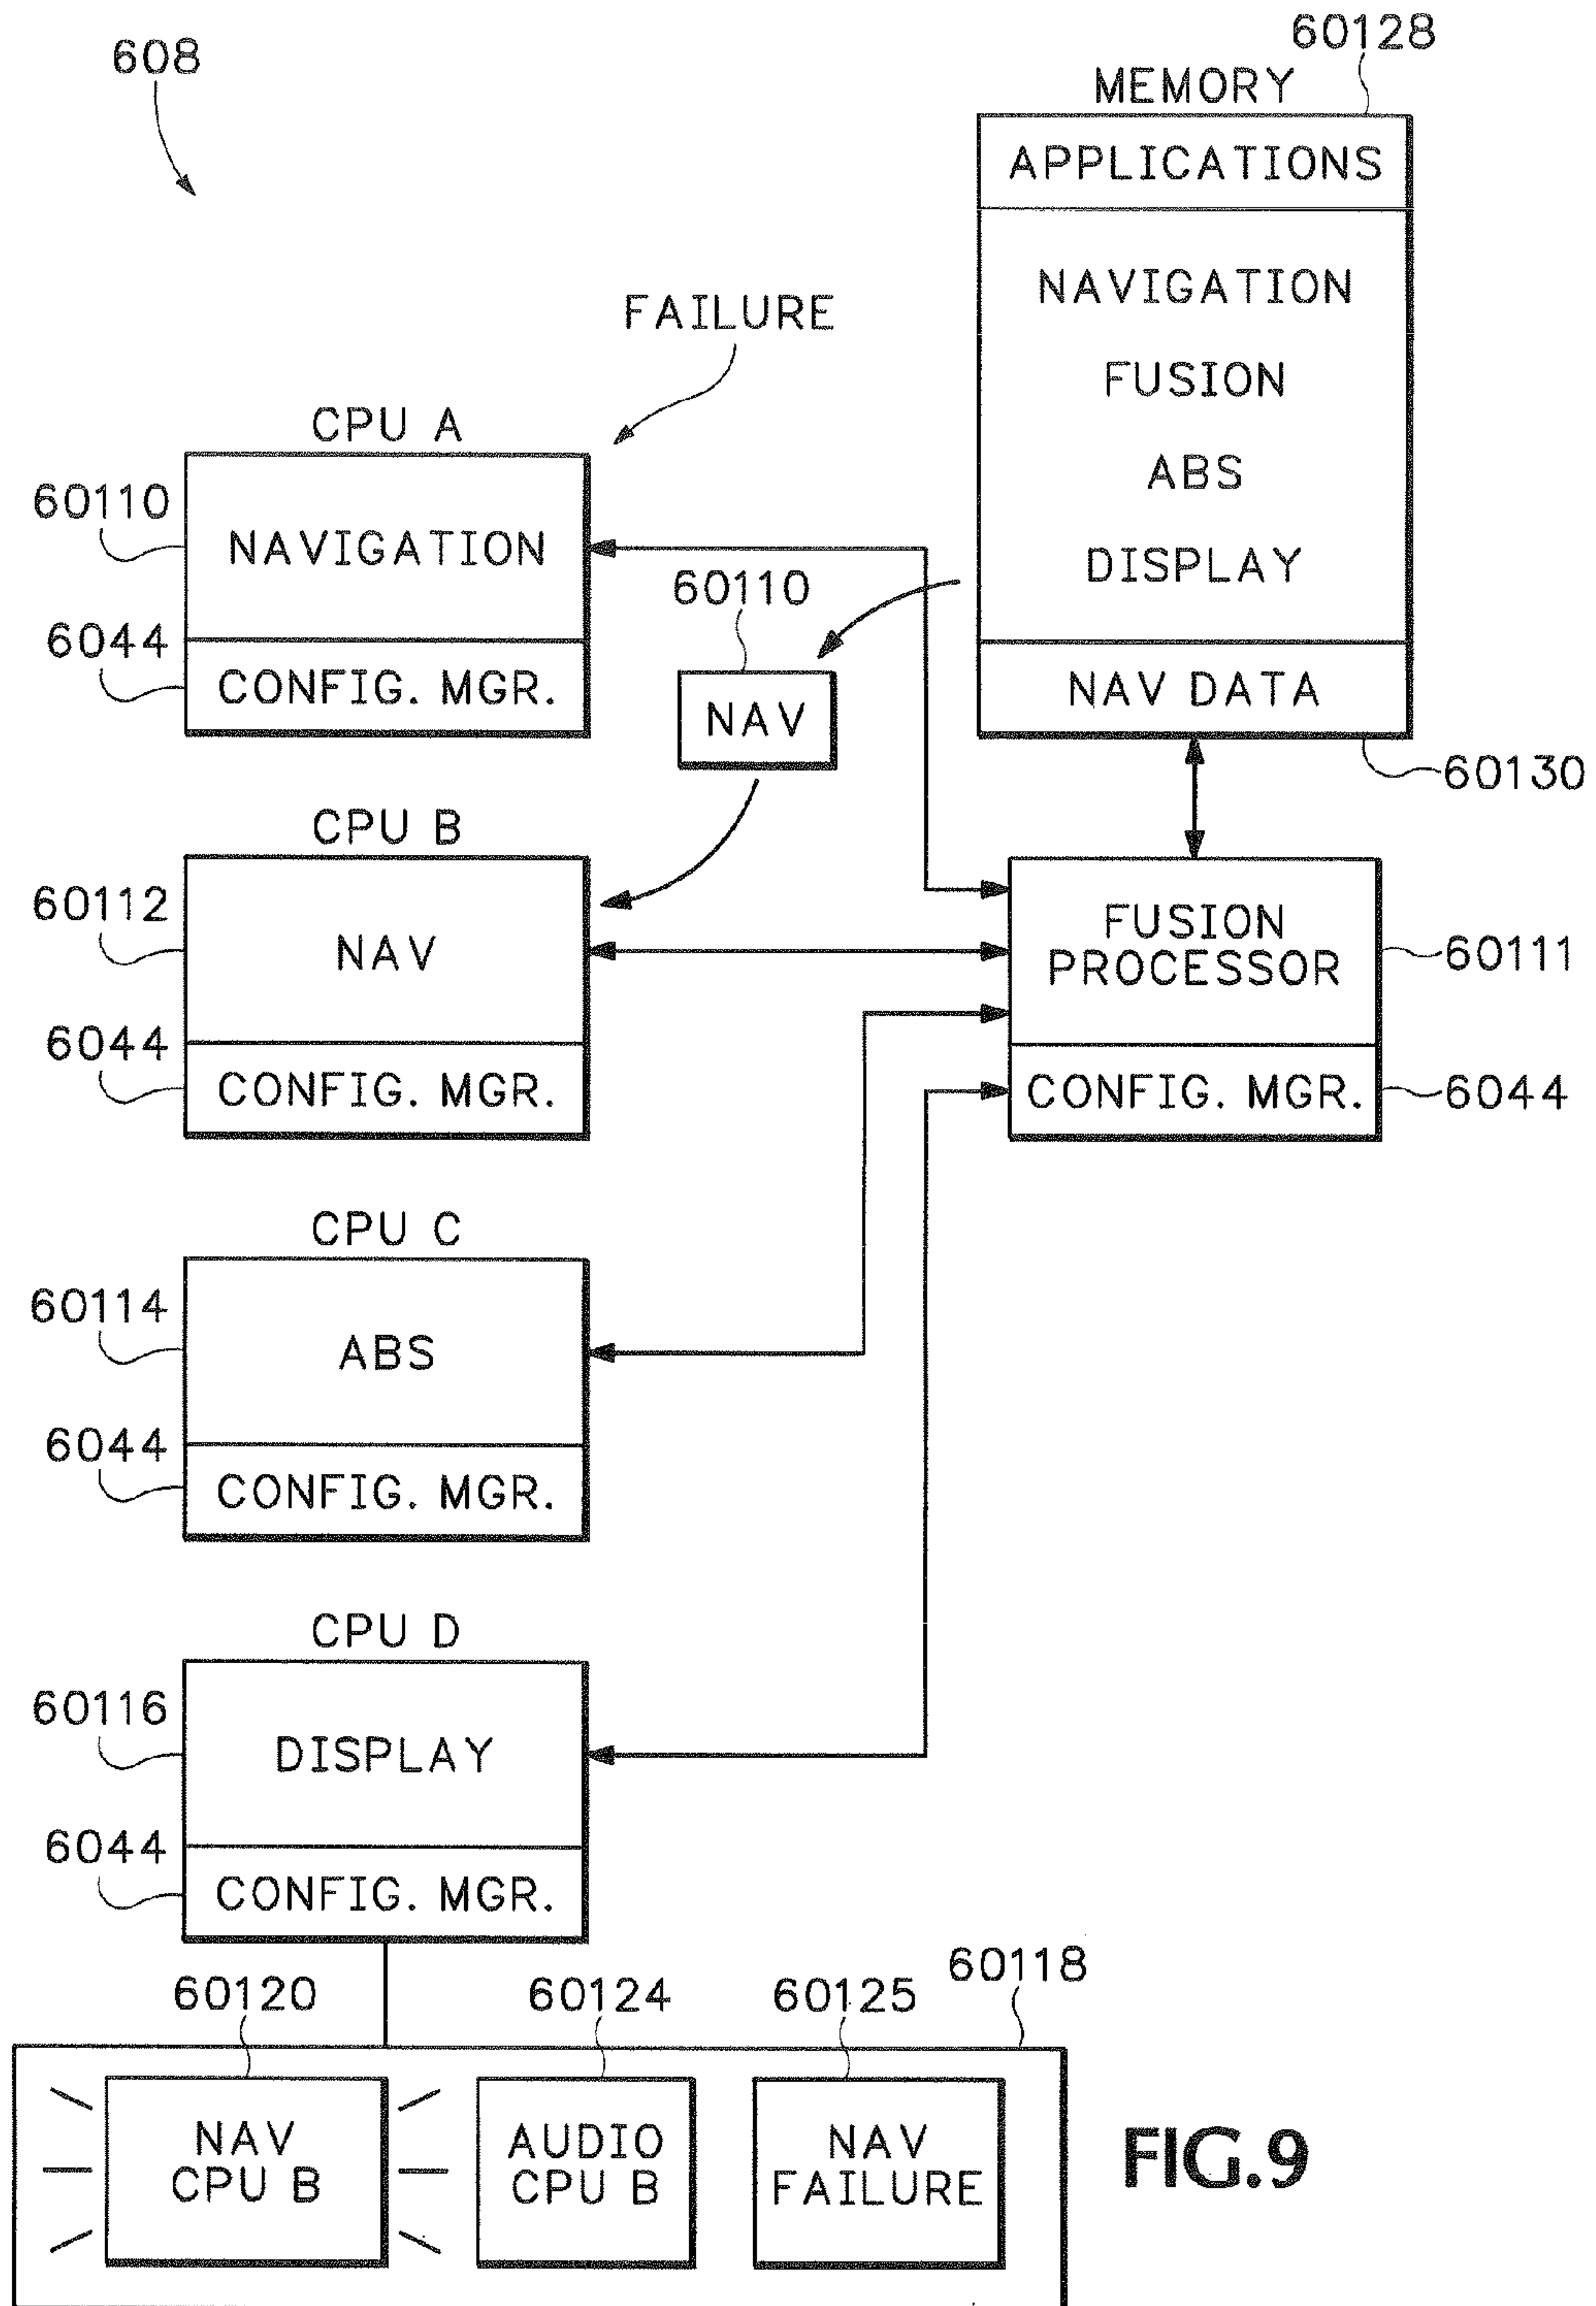 608
60128
MEMORY
APPLICATIONS
NAVIGATION
FUSION
ABS
DISPLAY
NAV DATA
60130
FAILURE
CPU A
60110
NAVIGATION
6044
CONFIG. MGR.
60110
NAV
CPU B
60112
NAV
6044
CONFIG. MGR.
FUSION
PROCESSOR
60111
CONFIG. MGR.
6044
CPU C
60114
ABS
6044
CONFIG. MGR.
CPU D
60116
DISPLAY
6044
CONFIG. MGR.
60118
60120
NAV
CPU B
60124
AUDIO
CPU B
60125
NAV
FAILURE
FIG.9